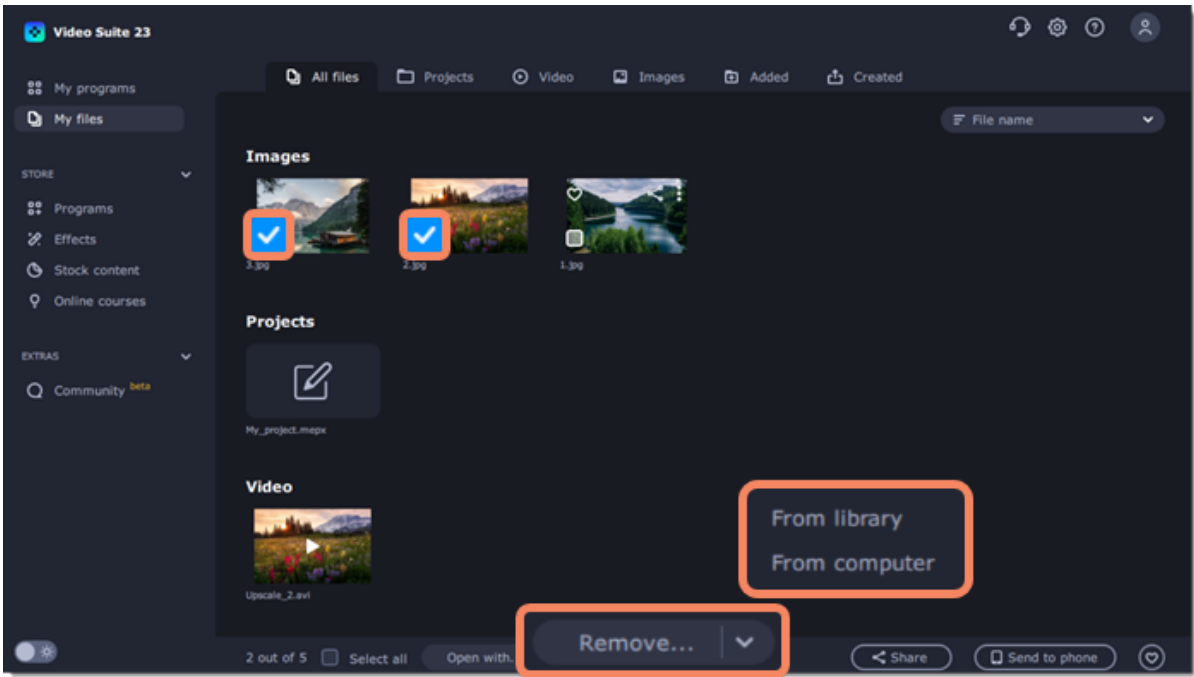 Video Suite 23
My programs
My files
STORE
Programs
Effects
Stock content
Online courses
EXTRAS
Community beta
All files
Projects
Video
Images
Added
Created
File name
Images
3.jpg
2.jpg
1.jpg
Projects
My_project.mepx
Video
Upscale_2.avi
From library
From computer
2 out of 5
Select all
Open with.
Remove...
Share
Send to phone